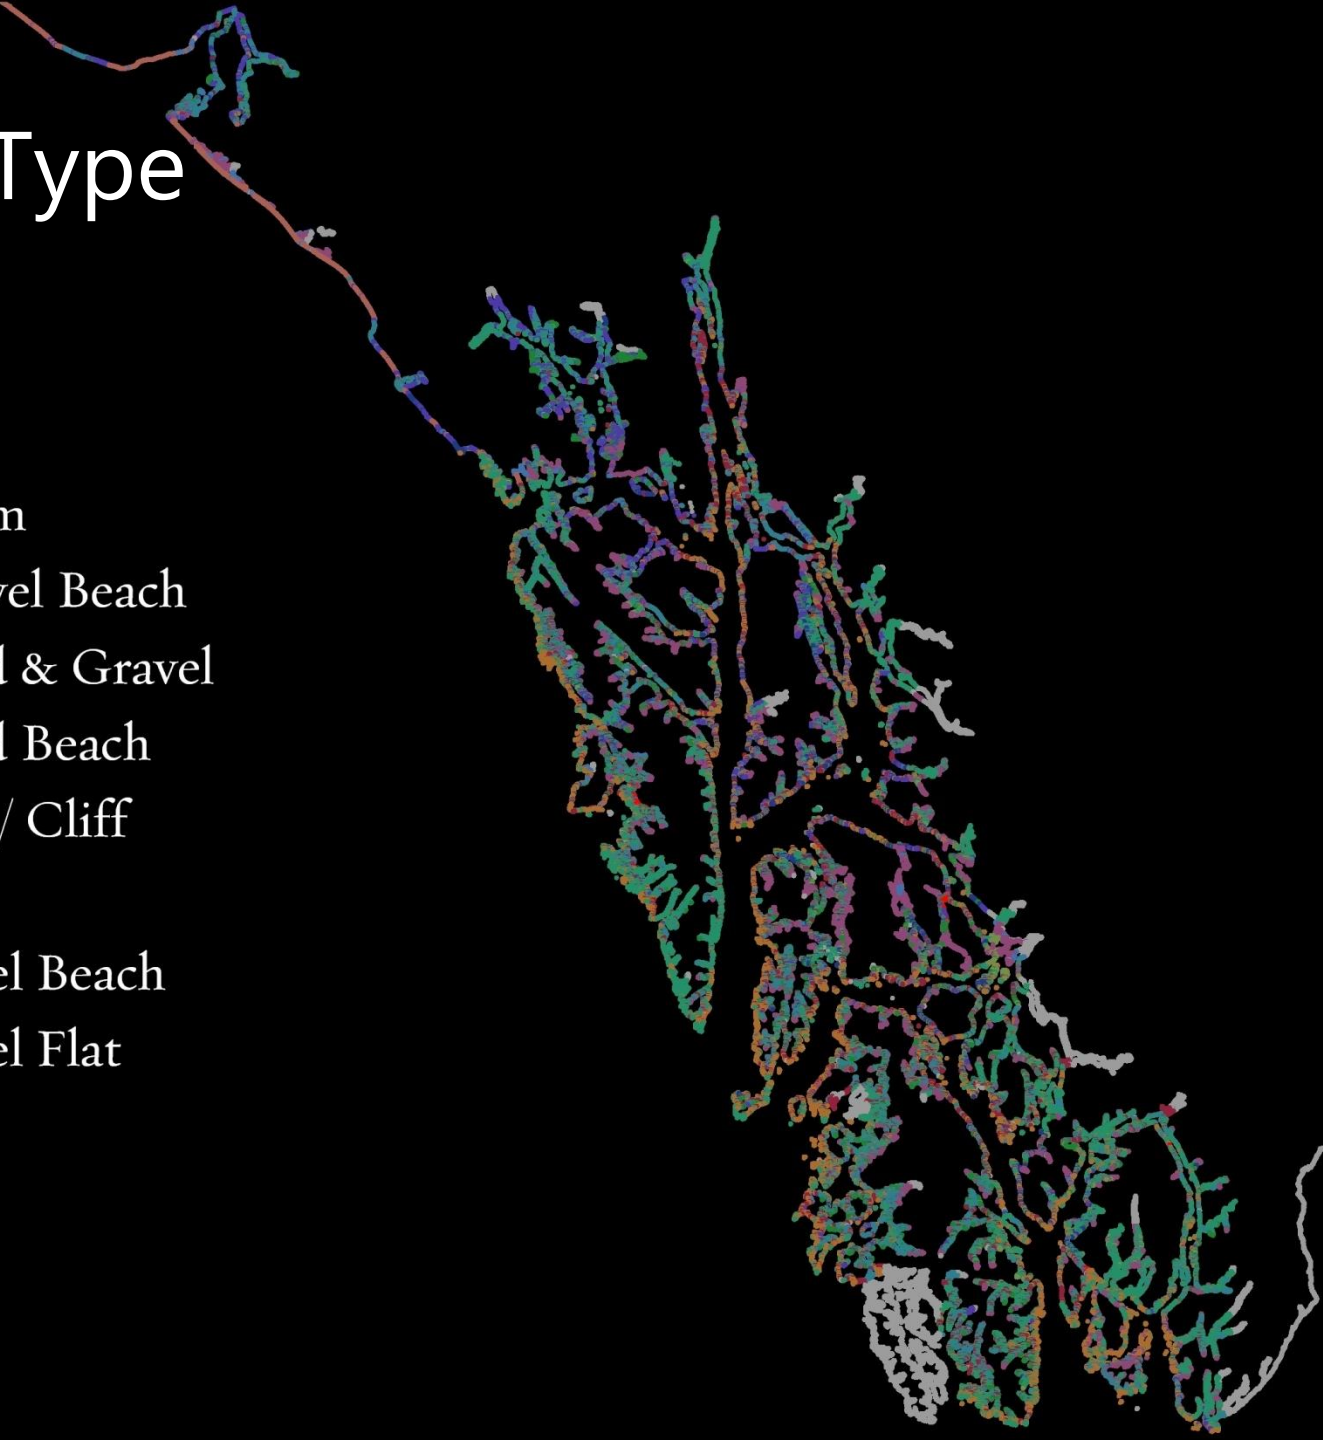 Type
m
vel Beach
d & Gravel
d Beach
/ Cliff
el Beach
el Flat